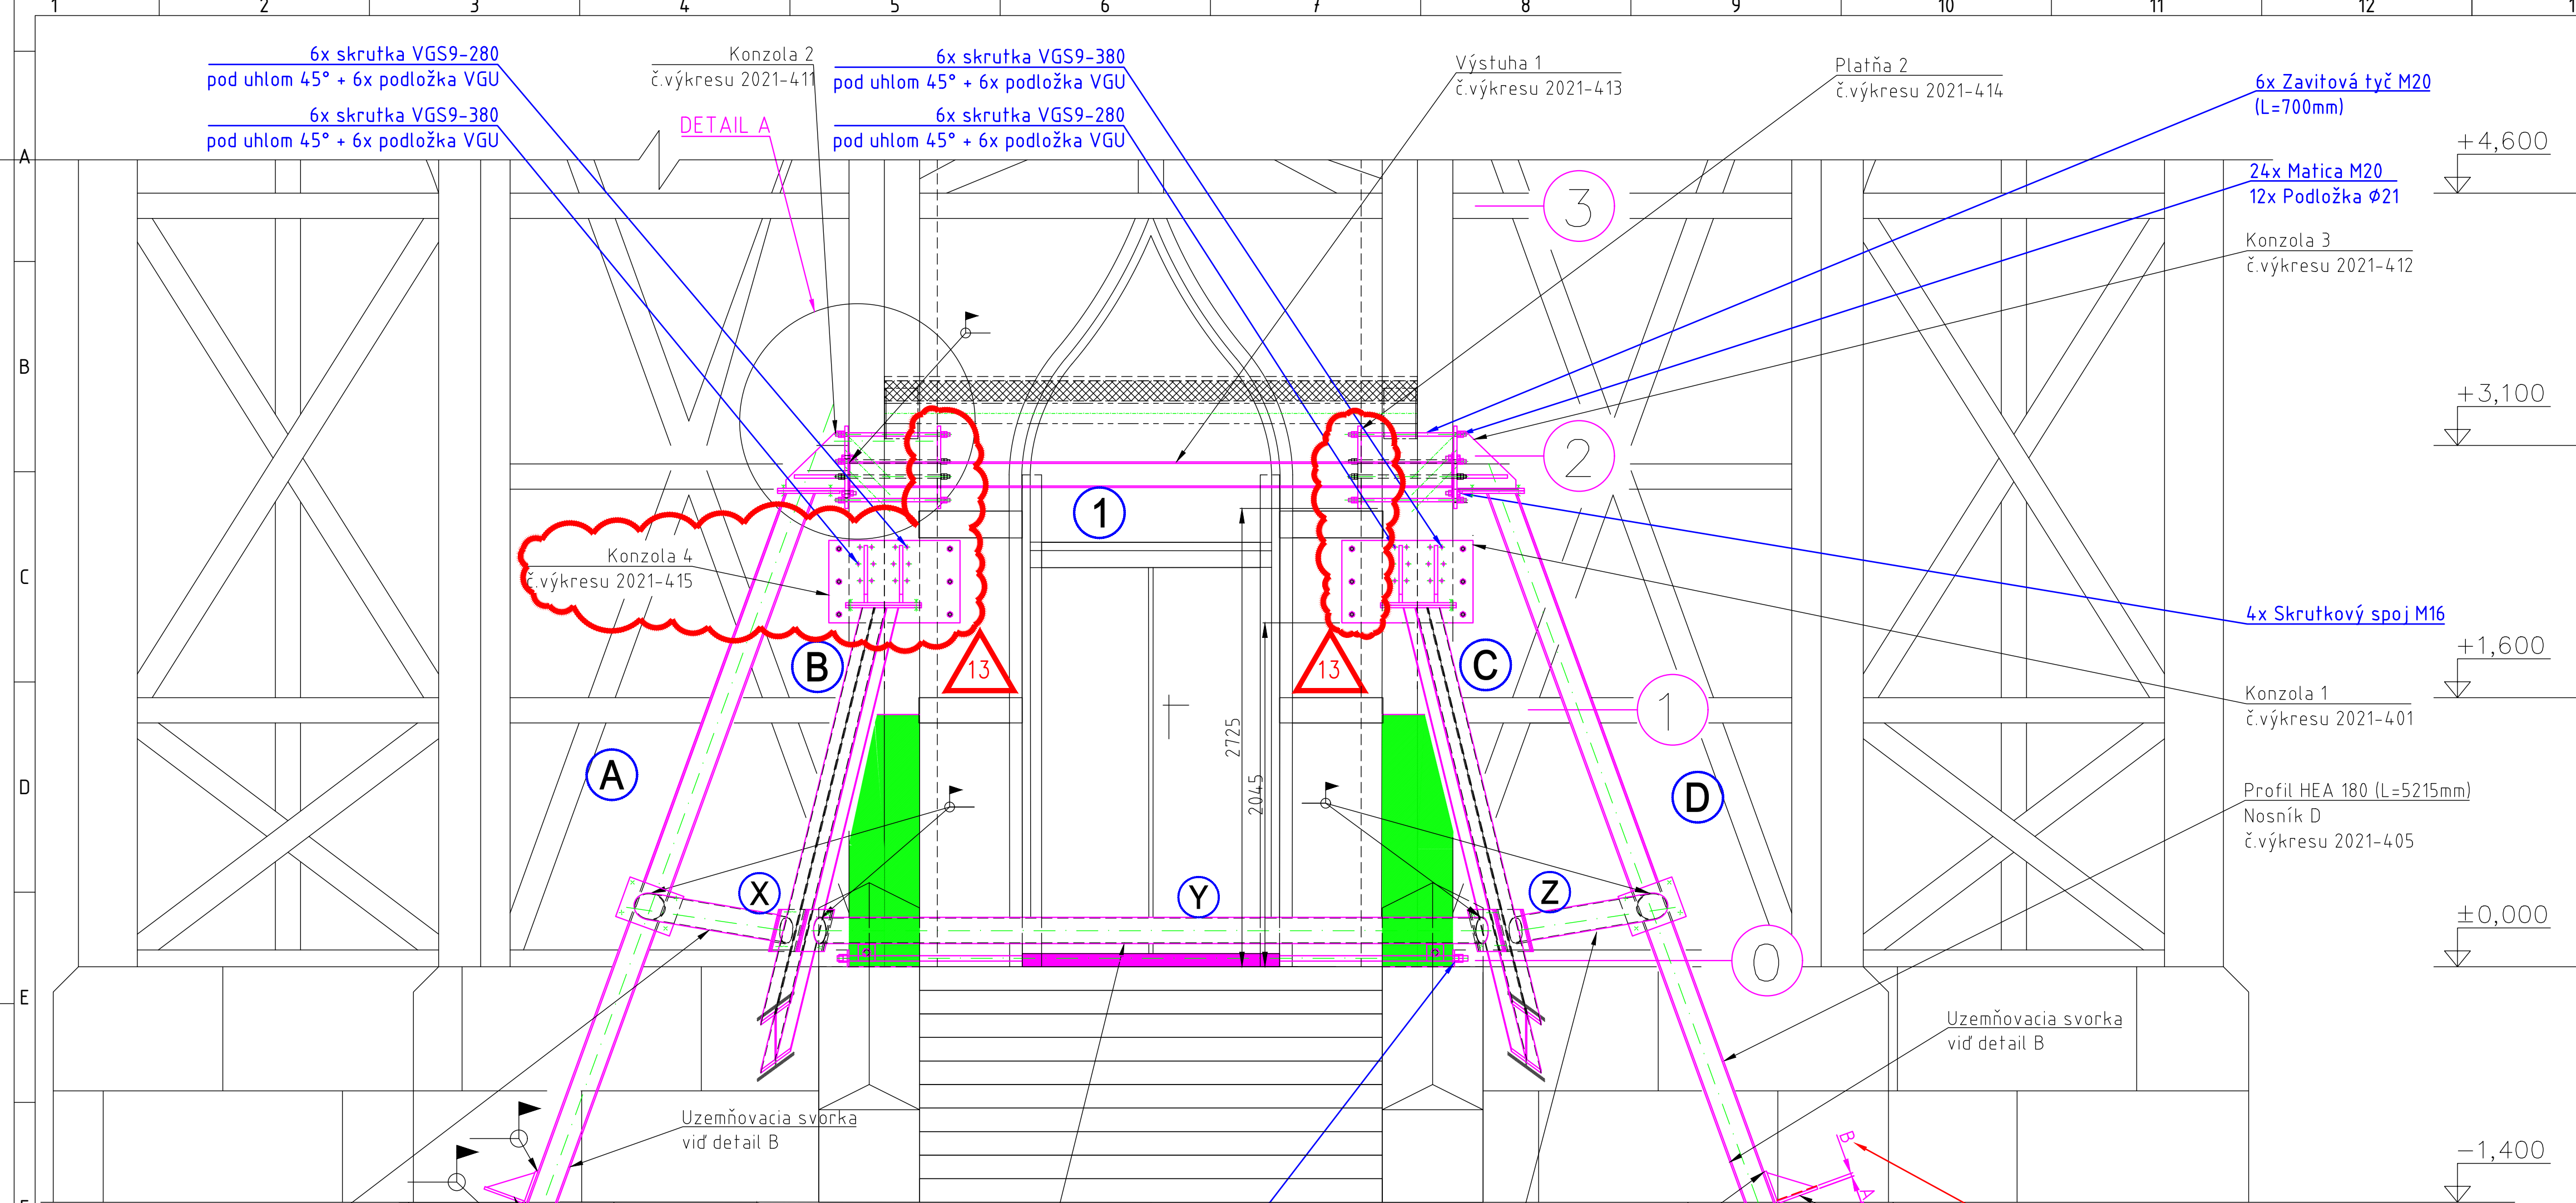 1 2 3 4 5 6 7 8 9 10 11 12
6x skrutka VGS9-280
pod uhlom 45° + 6x podložka VGU
6x skrutka VGS9-380
pod uhlom 45° + 6x podložka VGU
Konzola 2
č.výkresu 2021-411
DETAIL A
6x skrutka VGS9-380
pod uhlom 45° + 6x podložka VGU
6x skrutka VGS9-280
pod uhlom 45° + 6x podložka VGU
Výstuha 1
č.výkresu 2021-413
Platňa 2
č.výkresu 2021-414
6x Zavitová tyč M20
(L=700mm)
24x Matica M20
12x Podložka Ø21
Konzola 3
č.výkresu 2021-412
+4,600
+3,100
+1,600
±0,000
-1,400
A
B
C
D
E
3
2
1
0
1
Konzola 4
č.výkresu 2021-415
4x Skrutkový spoj M16
Konzola 1
č.výkresu 2021-401
Profil HEA 180 (L=5215mm)
Nosník D
č.výkresu 2021-405
13
13
A
B
C
D
X
Y
Z
2725
2045
Uzemňovacia svorka
viď detail B
Uzemňovacia svorka
viď detail B
B
A